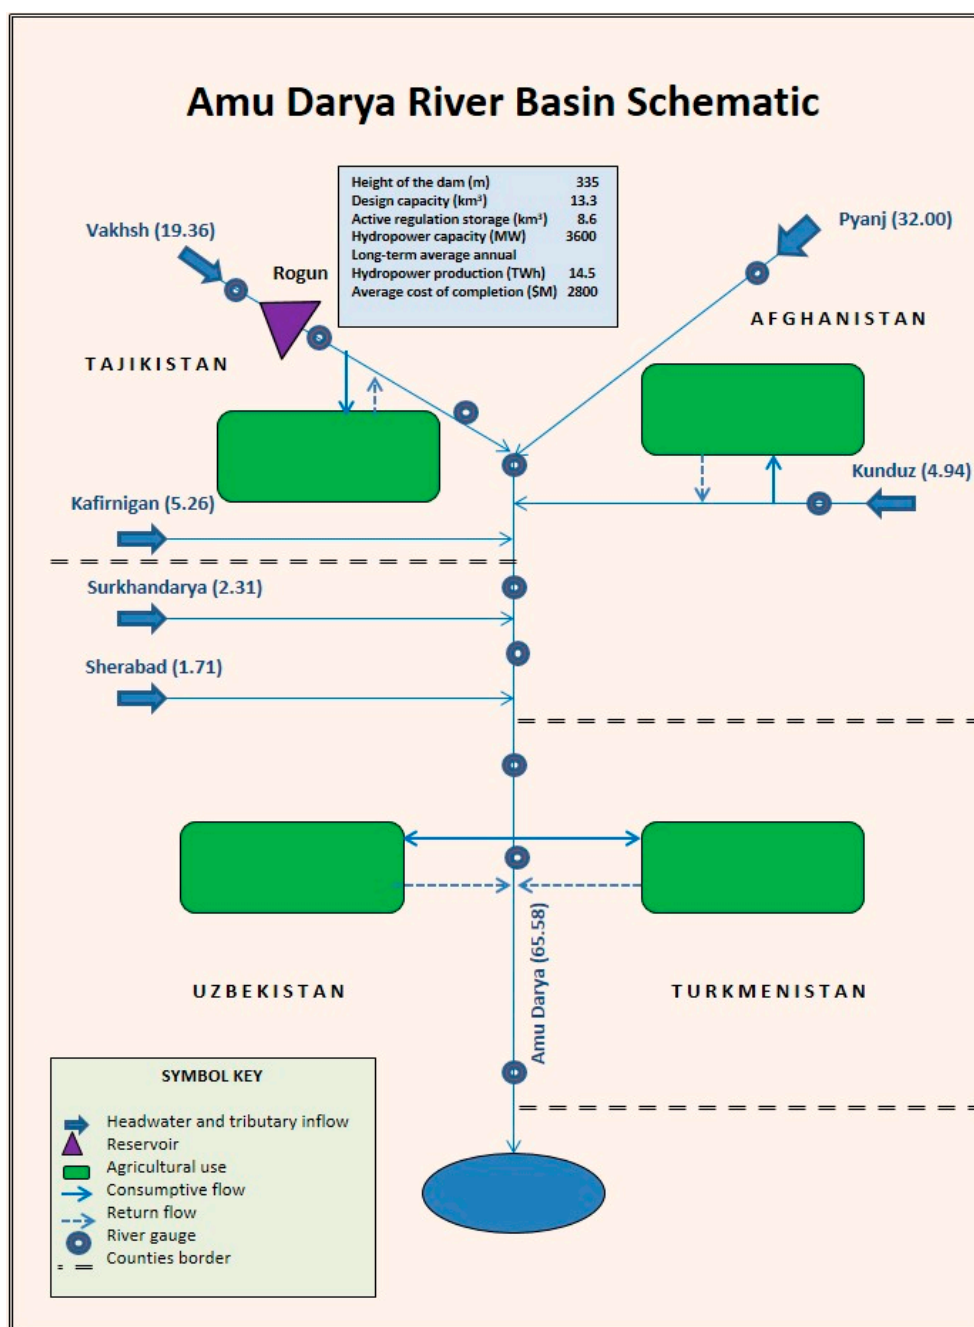 Amu Darya River Basin Schematic
Height of the dam (m) 335
Design capacity (km³) 13.3
Active regulation storage (km³) 8.6
Hydropower capacity (MW) 3600
Long-term average annual
Hydropower production (TWh) 14.5
Average cost of completion ($M) 2800
Vakhsh (19.36)
Pyanj (32.00)
Rogun
AFGHANISTAN
TAJIKISTAN
Kunduz (4.94)
Kafirnigan (5.26)
Surkhandarya (2.31)
Sherabad (1.71)
Amu Darya (65.58)
UZBEKISTAN
TURKMENISTAN
SYMBOL KEY
Headwater and tributary inflow
Reservoir
Agricultural use
Consumptive flow
Return flow
River gauge
Counties border